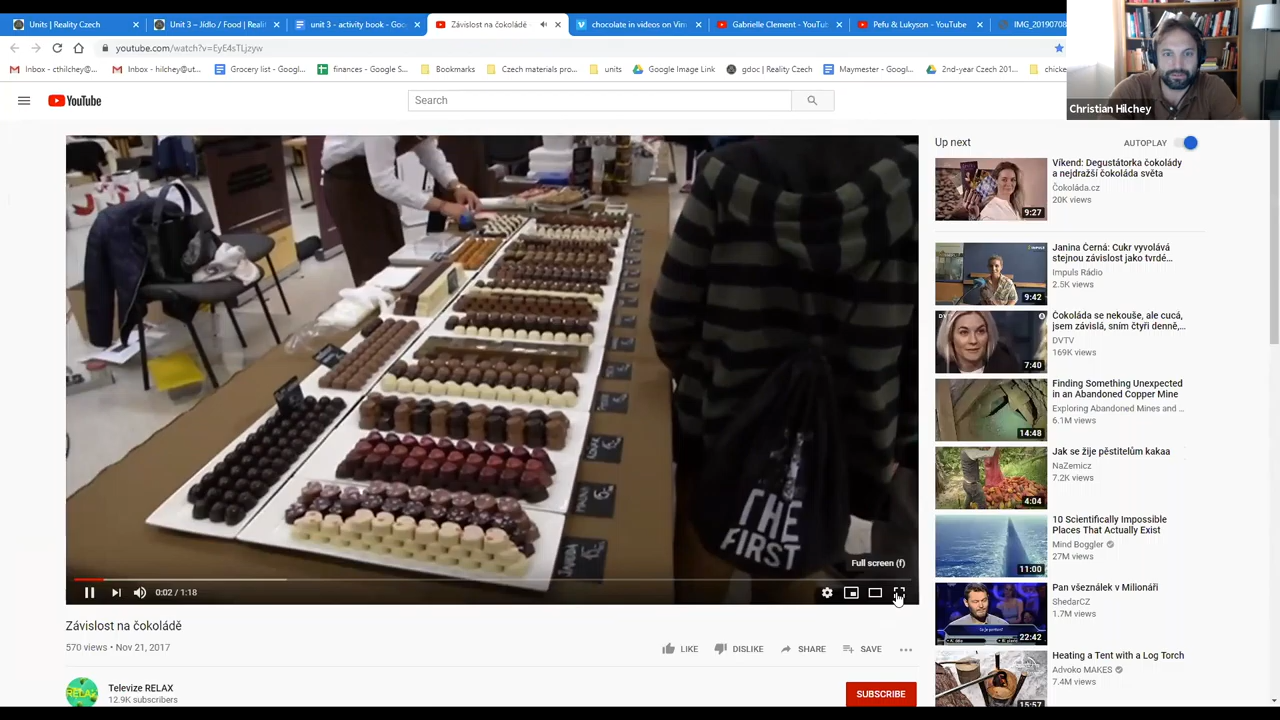 Units | Reality Czech
Unit 3 – Jídlo / Food | Reali
unit 3 - activity book - Goo
Závislost na čokoládě
chocolate in videos on Vim
Gabrielle Clement - YouTu
Pefu & Lukyson - YouTube
IMG_20190708
youtube.com/watch?v=EyE4sTLjzyw
Inbox - cthilchey@...
Inbox - hilchey@ut...
Grocery list - Googl...
finances - Google S...
Bookmarks
Czech materials pro...
units
Google Image Link
gdoc | Reality Czech
Maymester - Googl...
2nd-year Czech 201...
chicke
Christian Hilchey
YouTube
Search
THE
FIRST
Full screen (f)
0:02 / 1:18
Závislost na čokoládě
570 views • Nov 21, 2017
LIKE
DISLIKE
SHARE
SAVE
RELAX
Televize RELAX
12.9K subscribers
SUBSCRIBE
Up next
AUTOPLAY
Víkend: Degustátorka čokolády
a nejdražší čokoláda světa
Čokoláda.cz
20K views
9:27
Janina Černá: Cukr vyvolává
stejnou závislost jako tvrdé...
Impuls Rádio
2.5K views
9:42
Čokoláda se nekouše, ale cucá,
jsem závislá, sním čtyři denně,...
DVTV
169K views
7:40
Finding Something Unexpected
in an Abandoned Copper Mine
Exploring Abandoned Mines and ...
6.1M views
14:48
Jak se žije pěstitelům kakaa
NaZemicz
7.2K views
4:04
10 Scientifically Impossible
Places That Actually Exist
Mind Boggler
27M views
11:00
Pan všeználek v Milionáři
ShedarCZ
1.7M views
22:42
Heating a Tent with a Log Torch
Advoko MAKES
7.4M views
15:57